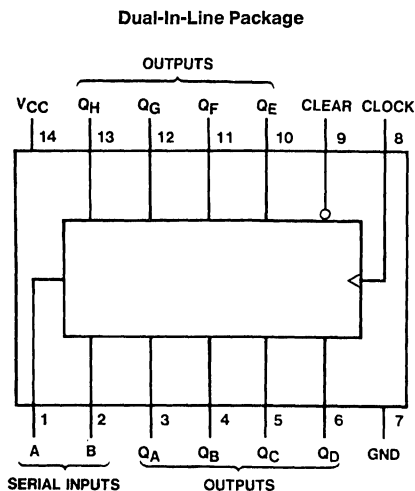 Dual-In-Line Package
OUTPUTS
VCC QH QG QF QE CLEAR CLOCK
14 13 12 11 10 9 8
1 2 3 4 5 6 7
A B QA QB QC QD GND
SERIAL INPUTS OUTPUTS